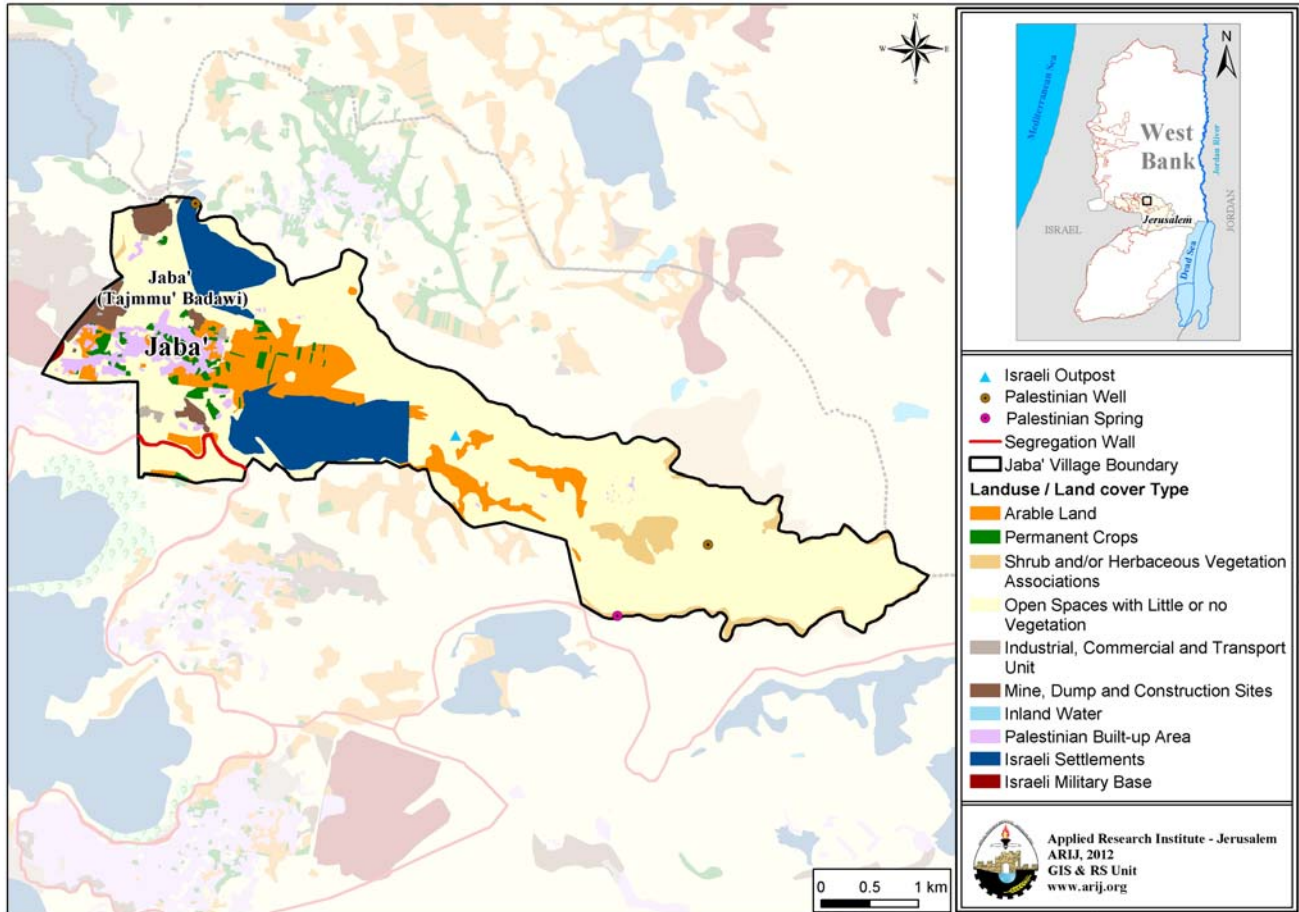 N
W
E
S
Jaba'
(Tajmmu' Badawi)
Jaba'
0 0.5 1 km
N
Mediterranean Sea
West
Bank
Jordan River
Jerusalem
ISRAEL
JORDAN
Dead Sea
Israeli Outpost
Palestinian Well
Palestinian Spring
Segregation Wall
Jaba' Village Boundary
Landuse / Land cover Type
Arable Land
Permanent Crops
Shrub and/or Herbaceous Vegetation
Associations
Open Spaces with Little or no
Vegetation
Industrial, Commercial and Transport
Unit
Mine, Dump and Construction Sites
Inland Water
Palestinian Built-up Area
Israeli Settlements
Israeli Military Base
Applied Research Institute - Jerusalem
ARIJ, 2012
GIS & RS Unit
www.arij.org